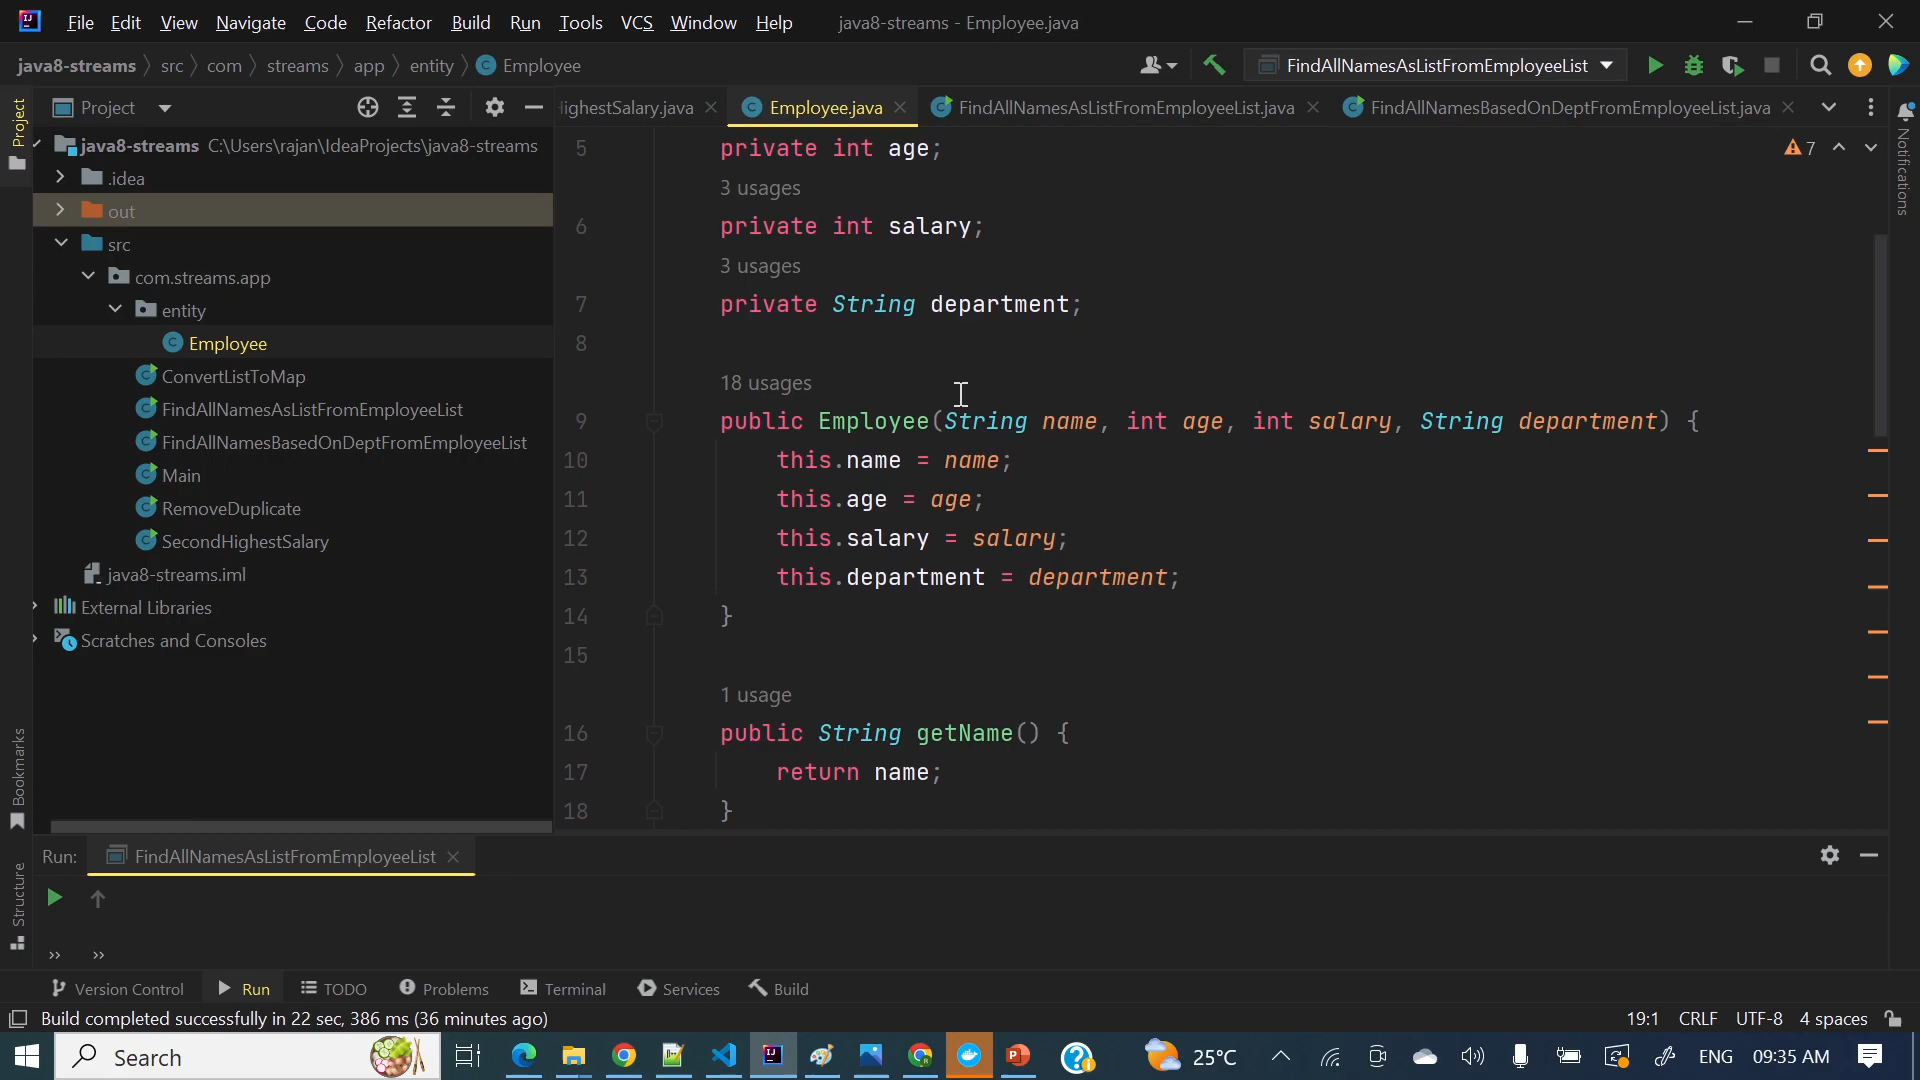 File Edit View Navigate Code Refactor Build Run Tools VCS Window Help java8-streams - Employee.java
java8-streams src com streams app entity Employee FindAllNamesAsListFromEmployeeList
Project
Project
ighestSalary.java Employee.java FindAllNamesAsListFromEmployeeList.java FindAllNamesBasedOnDeptFromEmployeeList.java
java8-streams C:\Users\rajan\IdeaProjects\java8-streams
.idea
out
src
com.streams.app
entity
Employee
ConvertListToMap
FindAllNamesAsListFromEmployeeList
FindAllNamesBasedOnDeptFromEmployeeList
Main
RemoveDuplicate
SecondHighestSalary
java8-streams.iml
External Libraries
Scratches and Consoles
5 private int age;
3 usages
6 private int salary;
3 usages
7 private String department;
8
18 usages
9 public Employee(String name, int age, int salary, String department) {
10 this.name = name;
11 this.age = age;
12 this.salary = salary;
13 this.department = department;
14 }
15
1 usage
16 public String getName() {
17 return name;
18 }
7
Notifications
Bookmarks
Structure
Run: FindAllNamesAsListFromEmployeeList
Version Control Run TODO Problems Terminal Services Build
Build completed successfully in 22 sec, 386 ms (36 minutes ago) 19:1 CRLF UTF-8 4 spaces
Search 25°C ENG 09:35 AM